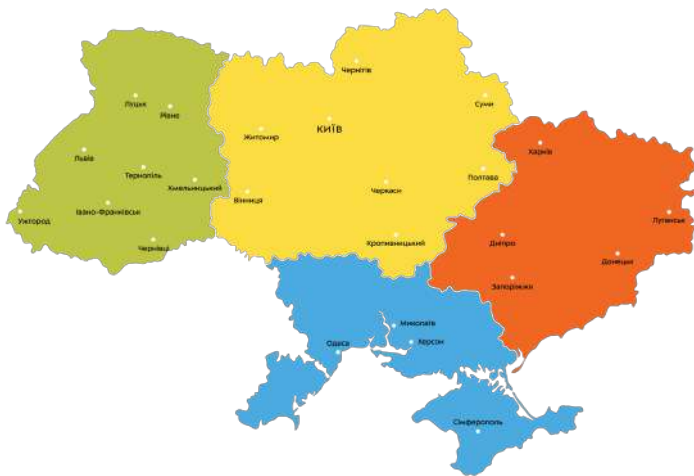 Чернігів
Луцьк
Рівне
Суми
Житомир
КИЇВ
Львів
Харків
Тернопіль
Хмельницький
Полтава
Вінниця
Черкаси
Ужгород
Івано-Франківськ
Луганськ
Чернівці
Кропивницький
Дніпро
Донецьк
Запоріжжя
Миколаїв
Одеса
Херсон
Сімферополь